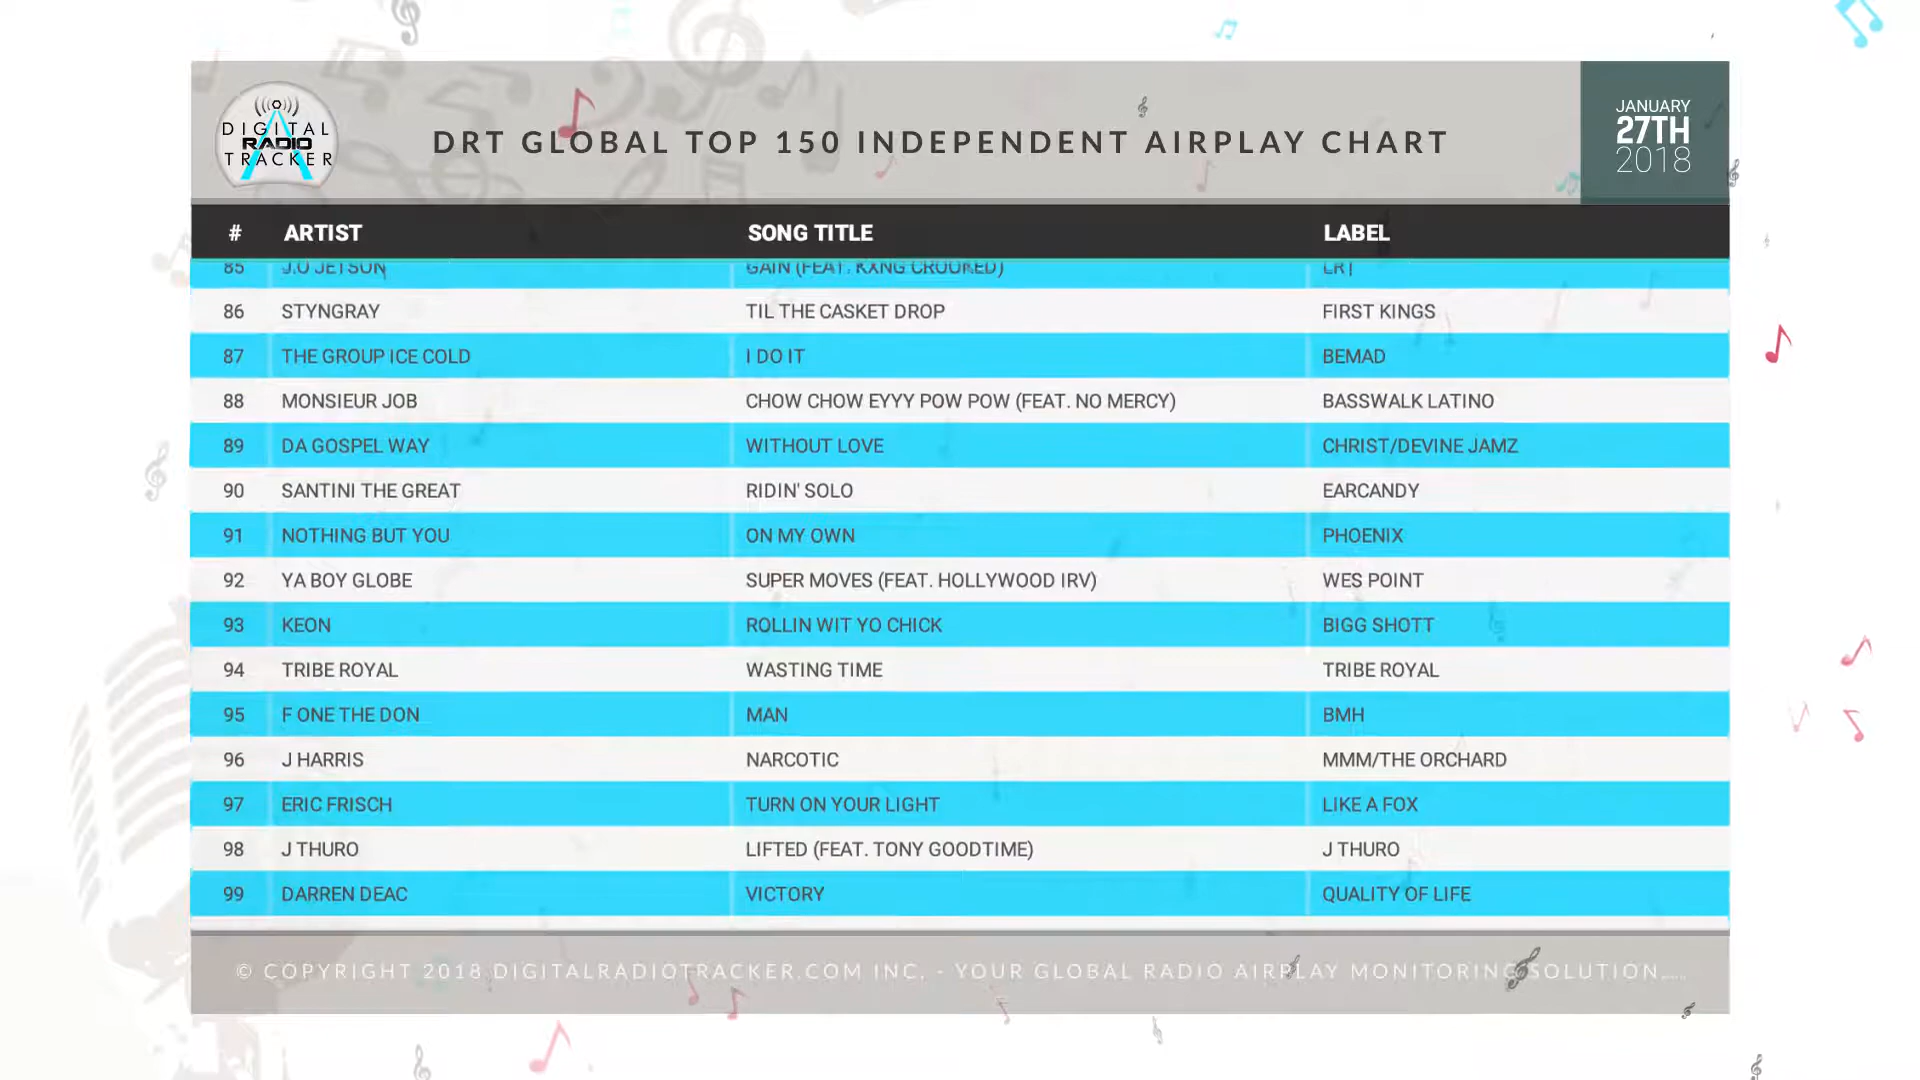 DIGITAL
RADIO
TRACKER
DRT GLOBAL TOP 150 INDEPENDENT AIRPLAY CHART
JANUARY
27TH
2018
# ARTIST SONG TITLE LABEL
85 J.O JETSON GAIN (FEAT. KXNG CROOKED) LRT
86 STYNGRAY TIL THE CASKET DROP FIRST KINGS
87 THE GROUP ICE COLD I DO IT BEMAD
88 MONSIEUR JOB CHOW CHOW EYYY POW POW (FEAT. NO MERCY) BASSWALK LATINO
89 DA GOSPEL WAY WITHOUT LOVE CHRIST/DEVINE JAMZ
90 SANTINI THE GREAT RIDIN' SOLO EARCANDY
91 NOTHING BUT YOU ON MY OWN PHOENIX
92 YA BOY GLOBE SUPER MOVES (FEAT. HOLLYWOOD IRV) WES POINT
93 KEON ROLLIN WIT YO CHICK BIGG SHOTT
94 TRIBE ROYAL WASTING TIME TRIBE ROYAL
95 F ONE THE DON MAN BMH
96 J HARRIS NARCOTIC MMM/THE ORCHARD
97 ERIC FRISCH TURN ON YOUR LIGHT LIKE A FOX
98 J THURO LIFTED (FEAT. TONY GOODTIME) J THURO
99 DARREN DEAC VICTORY QUALITY OF LIFE
© COPYRIGHT 2018 DIGITALRADIOTRACKER.COM INC. - YOUR GLOBAL RADIO AIRPLAY MONITORING SOLUTION.....